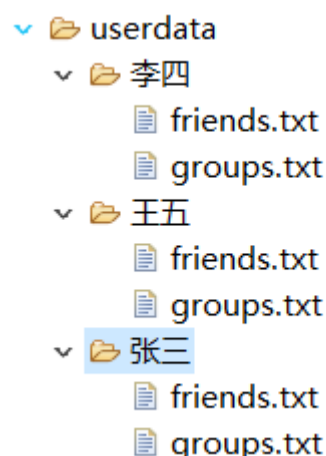 userdata
李四
friends.txt
groups.txt
王五
friends.txt
groups.txt
张三
friends.txt
groups.txt